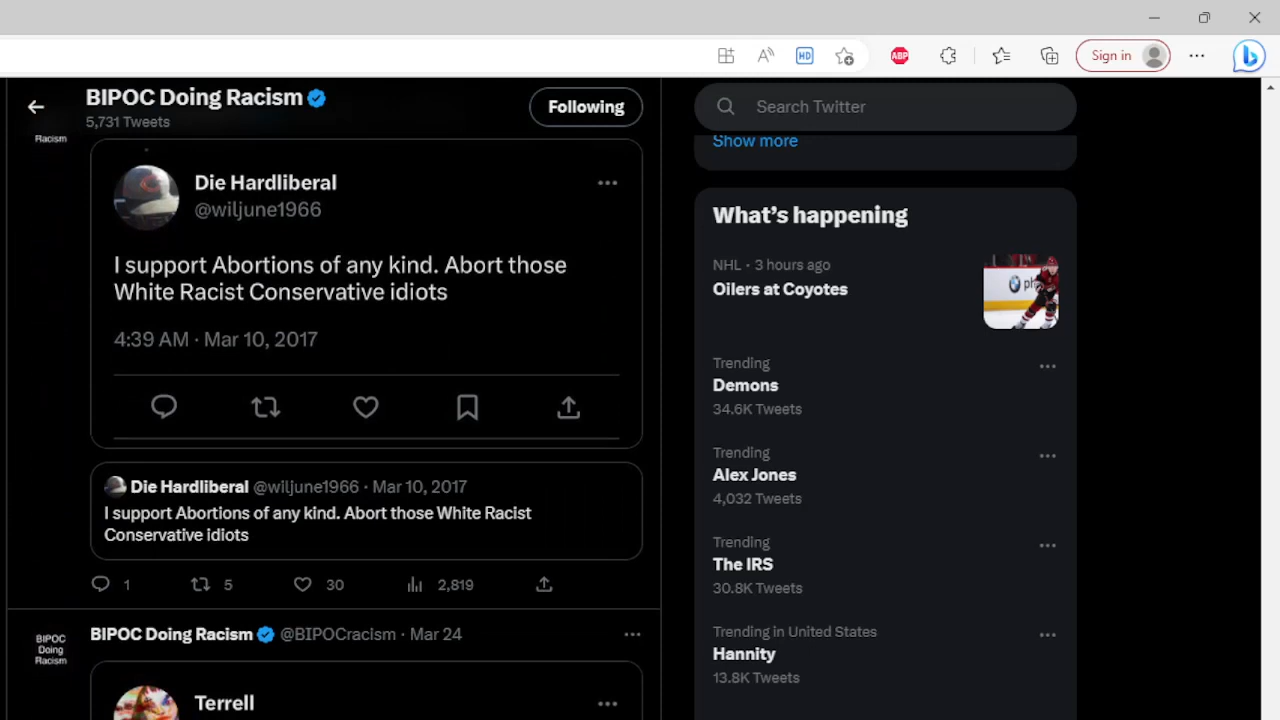 Sign in
BIPOC Doing Racism
Following
5,731 Tweets
Racism
Die Hardliberal
@wiljune1966
I support Abortions of any kind. Abort those
White Racist Conservative idiots
4:39 AM · Mar 10, 2017
Die Hardliberal @wiljune1966 · Mar 10, 2017
I support Abortions of any kind. Abort those White Racist
Conservative idiots
1 5 30 2,819
BIPOC
Doing
Racism
BIPOC Doing Racism @BIPOCracism · Mar 24
Terrell
Search Twitter
Show more
What's happening
NHL · 3 hours ago
Oilers at Coyotes
Trending
Demons
34.6K Tweets
Trending
Alex Jones
4,032 Tweets
Trending
The IRS
30.8K Tweets
Trending in United States
Hannity
13.8K Tweets
HD
ABP